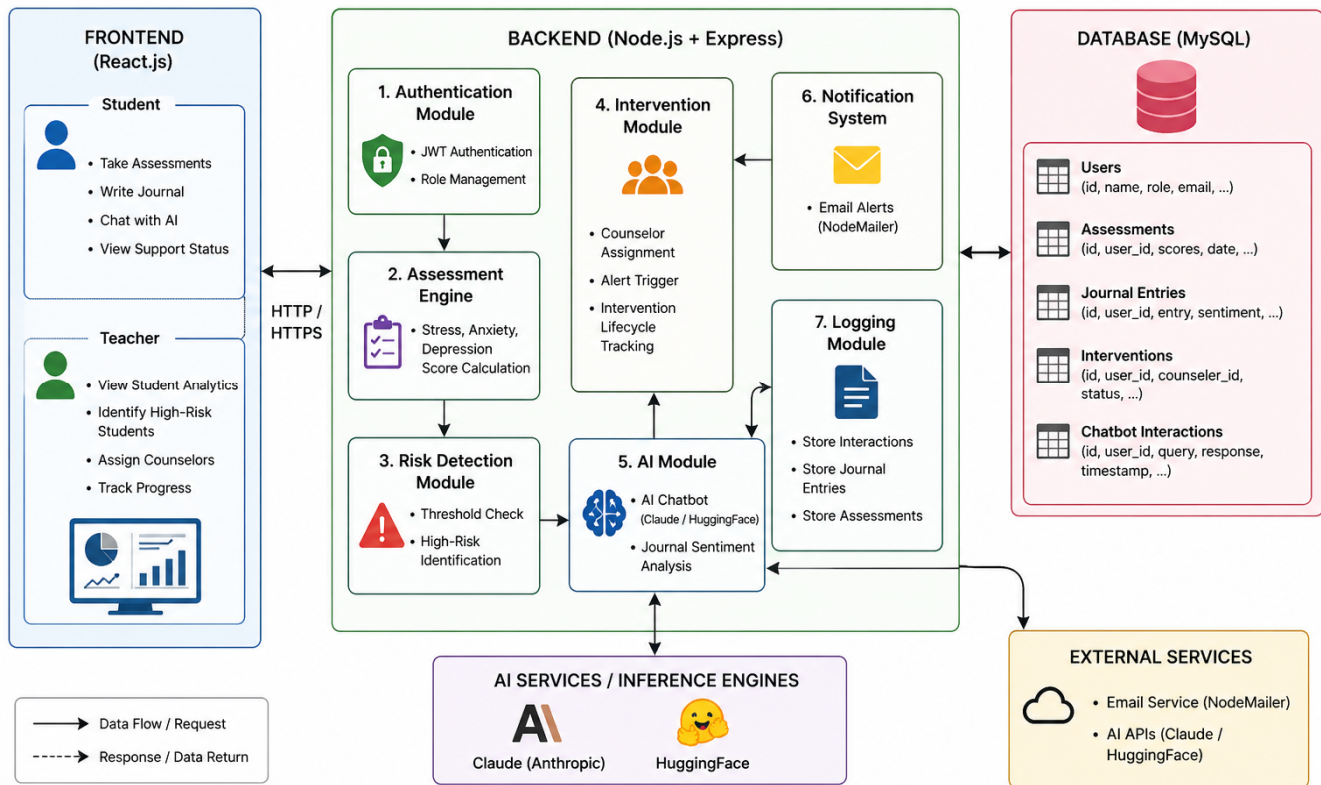 FRONTEND
(React.js)
Student
• Take Assessments
• Write Journal
• Chat with AI
• View Support Status
Teacher
• View Student Analytics
• Identify High-Risk
Students
• Assign Counselors
• Track Progress
HTTP /
HTTPS
BACKEND (Node.js + Express)
1. Authentication
Module
• JWT Authentication
• Role Management
2. Assessment
Engine
• Stress, Anxiety,
Depression
Score Calculation
3. Risk Detection
Module
• Threshold Check
• High-Risk
Identification
4. Intervention
Module
• Counselor
Assignment
• Alert Trigger
• Intervention
Lifecycle
Tracking
5. AI Module
• AI Chatbot
(Claude / HuggingFace)
• Journal Sentiment
Analysis
6. Notification
System
• Email Alerts
(NodeMailer)
7. Logging
Module
• Store Interactions
• Store Journal
Entries
• Store Assessments
DATABASE (MySQL)
Users
(id, name, role, email, ...)
Assessments
(id, user_id, scores, date, ...)
Journal Entries
(id, user_id, entry, sentiment, ...)
Interventions
(id, user_id, counseler_id,
status, ...)
Chatbot Interactions
(id, user_id, query, response,
timestamp, ...)
Data Flow / Request
Response / Data Return
AI SERVICES / INFERENCE ENGINES
Claude (Anthropic)
HuggingFace
EXTERNAL SERVICES
• Email Service (NodeMailer)
• AI APIs (Claude /
HuggingFace)